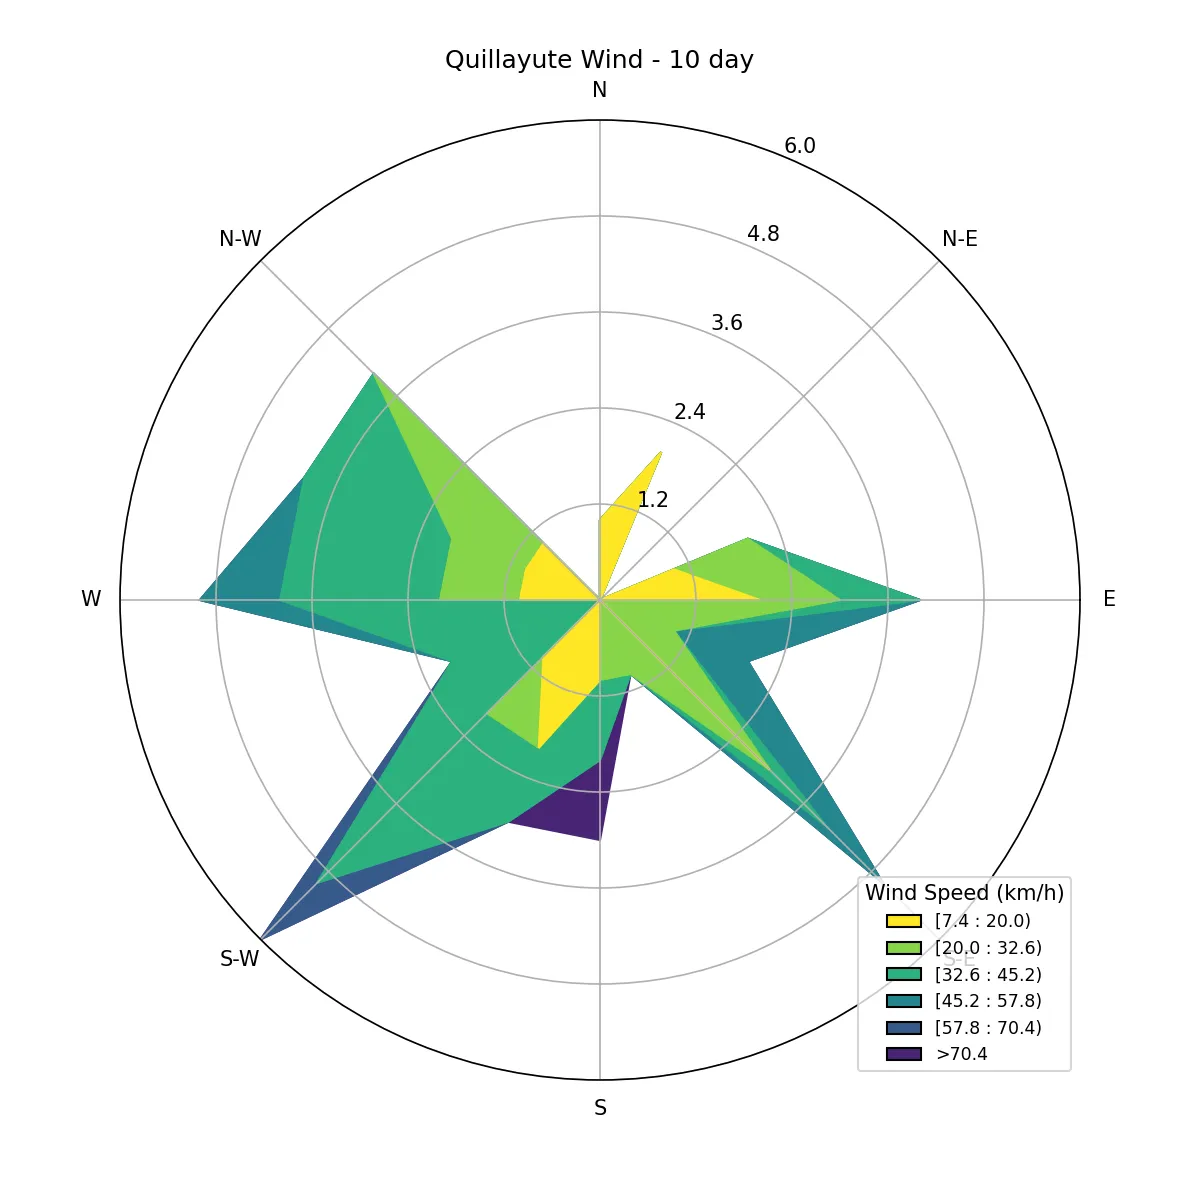 Quillayute Wind - 10 day
N
6.0
N-W
4.8
N-E
3.6
2.4
1.2
W
E
S-W
S-E
S
Wind Speed (km/h)
[7.4 : 20.0)
[20.0 : 32.6)
[32.6 : 45.2)
[45.2 : 57.8)
[57.8 : 70.4)
>70.4